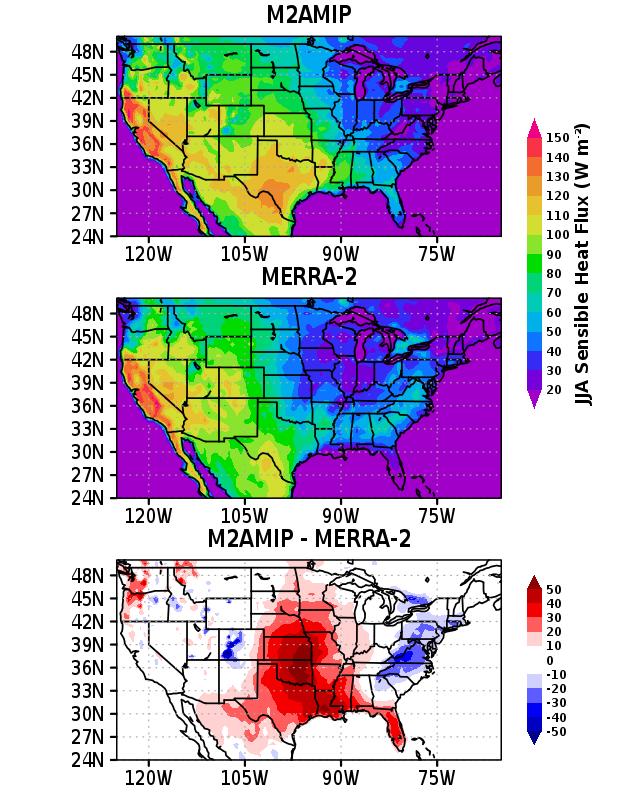 M2AMIP
48N
45N
42N
39N
36N
33N
30N
27N
24N
120W 105W 90W 75W
MERRA-2
48N
45N
42N
39N
36N
33N
30N
27N
24N
120W 105W 90W 75W
M2AMIP - MERRA-2
48N
45N
42N
39N
36N
33N
30N
27N
24N
120W 105W 90W 75W
150
140
130
120
110
100
90
80
70
60
50
40
30
20
JJA Sensible Heat Flux (W m⁻²)
50
40
30
20
10
0
-10
-20
-30
-40
-50